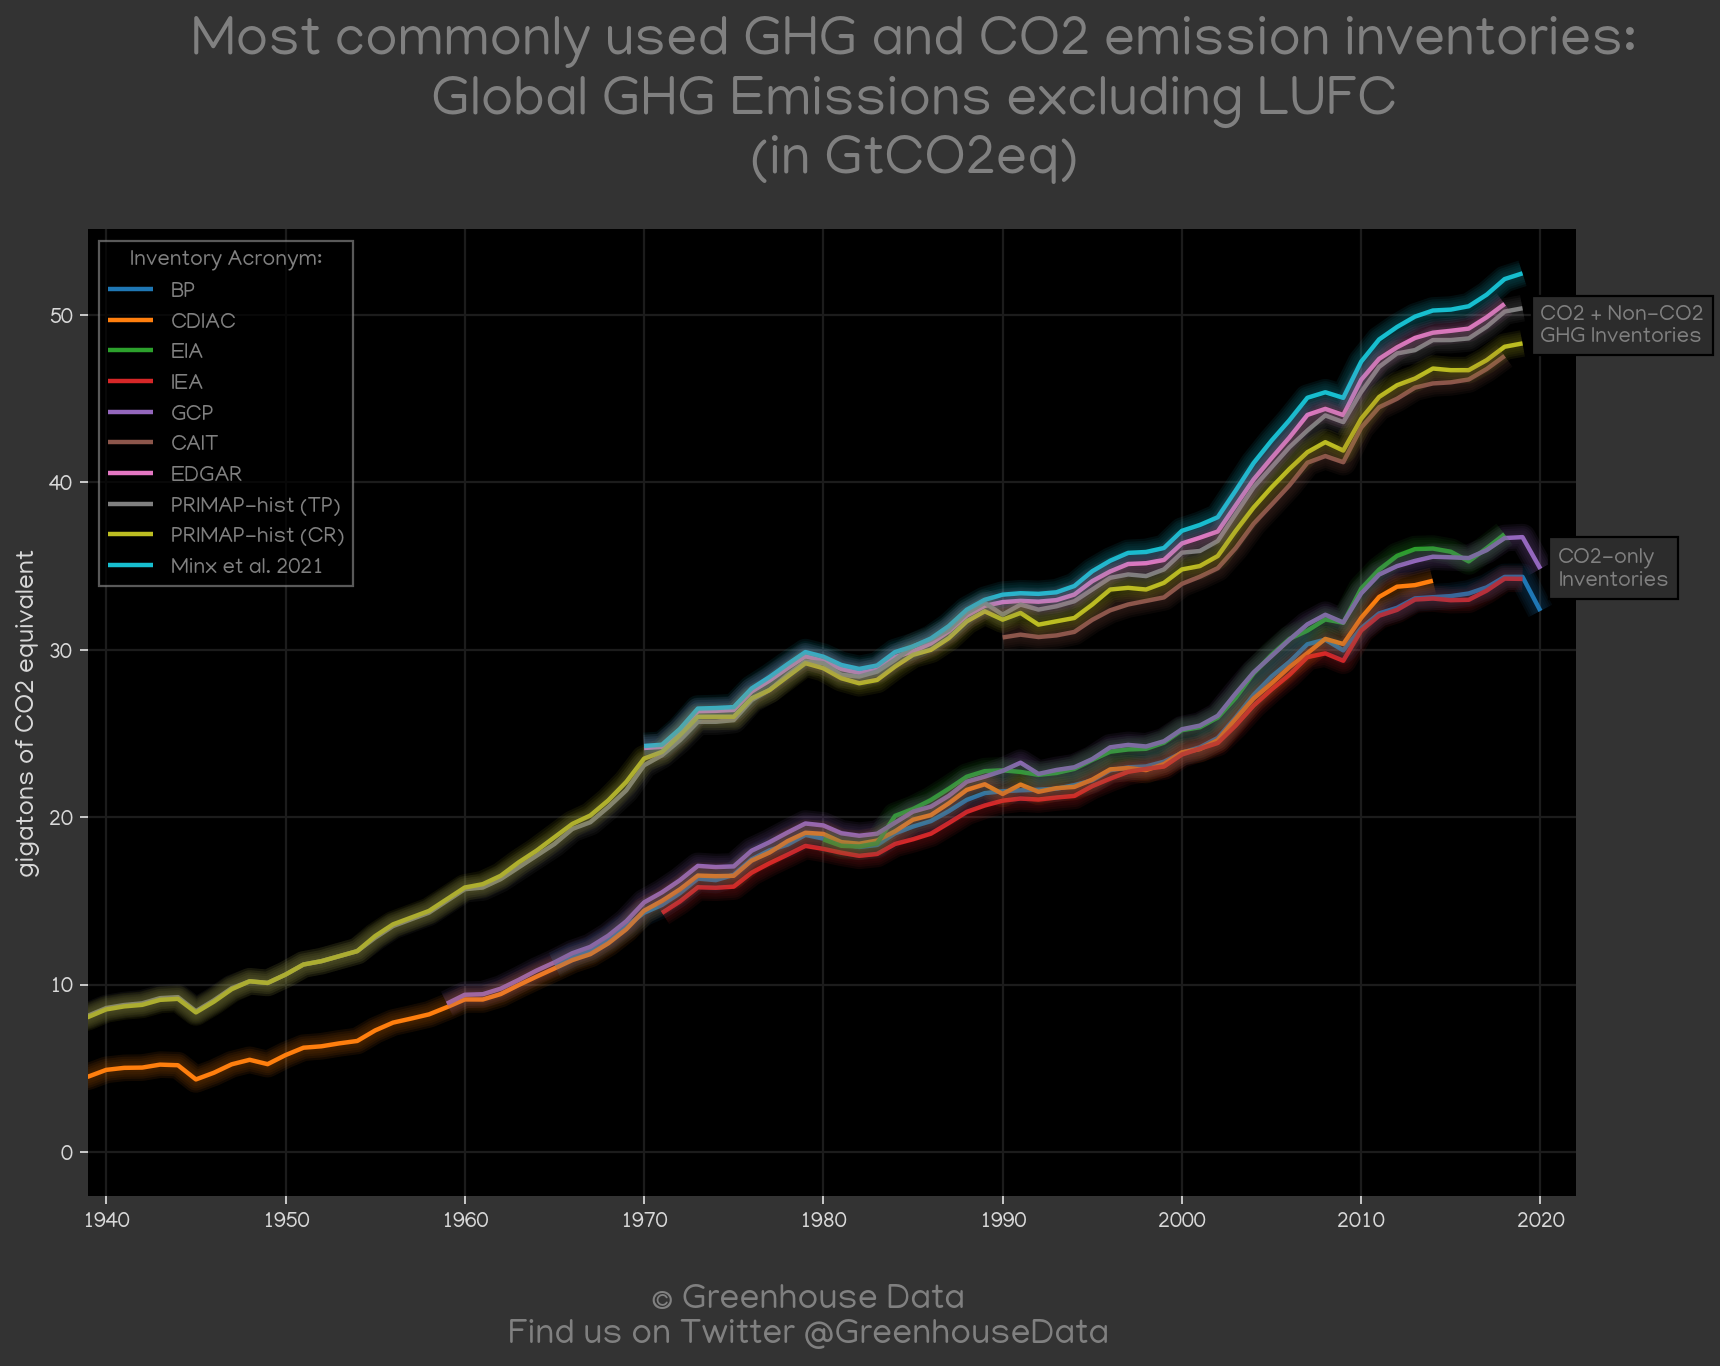 Most commonly used GHG and CO2 emission inventories:
Global GHG Emissions excluding LUFC
(in GtCO2eq)
Inventory Acronym:
BP
CDIAC
EIA
IEA
GCP
CAIT
EDGAR
PRIMAP-hist (TP)
PRIMAP-hist (CR)
Minx et al. 2021
CO2 + Non-CO2
GHG Inventories
CO2-only
Inventories
gigatons of CO2 equivalent
50
40
30
20
10
0
1940 1950 1960 1970 1980 1990 2000 2010 2020
© Greenhouse Data
Find us on Twitter @GreenhouseData